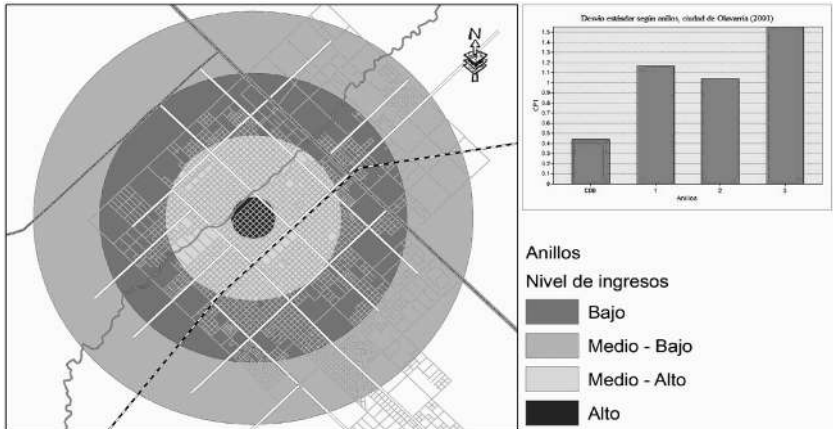 N
Desvio estándar según anillos, ciudad de Olavarría (2001)
CP1
1.5
1.4
1.3
1.2
1.1
1
0.9
0.8
0.7
0.6
0.5
0.4
0.3
0.2
0.1
0
CDB
1
2
3
Anillos
Anillos
Nivel de ingresos
Bajo
Medio - Bajo
Medio - Alto
Alto